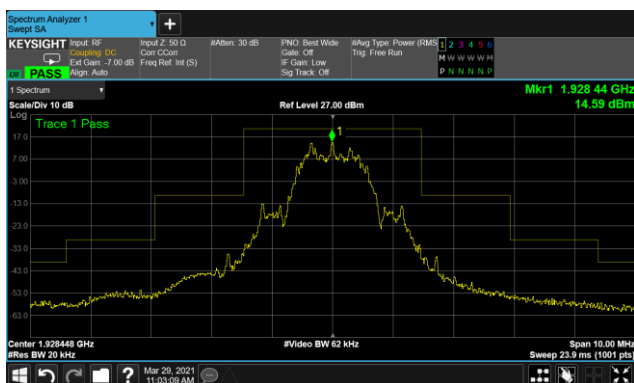 Spectrum Analyzer 1
Swept SA
+
KEYSIGHT Input: RF Input Z: 50 Ω #Atten: 30 dB PNO: Best Wide #Avg Type: Power (RMS 1 2 3 4 5 6
Coupling: DC Corr CCorr Gate: Off Trig: Free Run
Ext Gain: -7.00 dB Freq Ref: Int (S) IF Gain: Low M W W W W W
PASS Align: Auto Sig Track: Off P N N N N P
1 Spectrum Mkr1 1.928 44 GHz
Scale/Div 10 dB Ref Level 27.00 dBm 14.59 dBm
Log
Trace 1 Pass
1
17.0
7.00
-3.00
-13.0
-23.0
-33.0
-43.0
-53.0
-63.0
Center 1.928448 GHz #Video BW 62 kHz Span 10.00 MHz
#Res BW 20 kHz Sweep 23.9 ms (1001 pts)
? Mar 29, 2021
11:03:09 AM